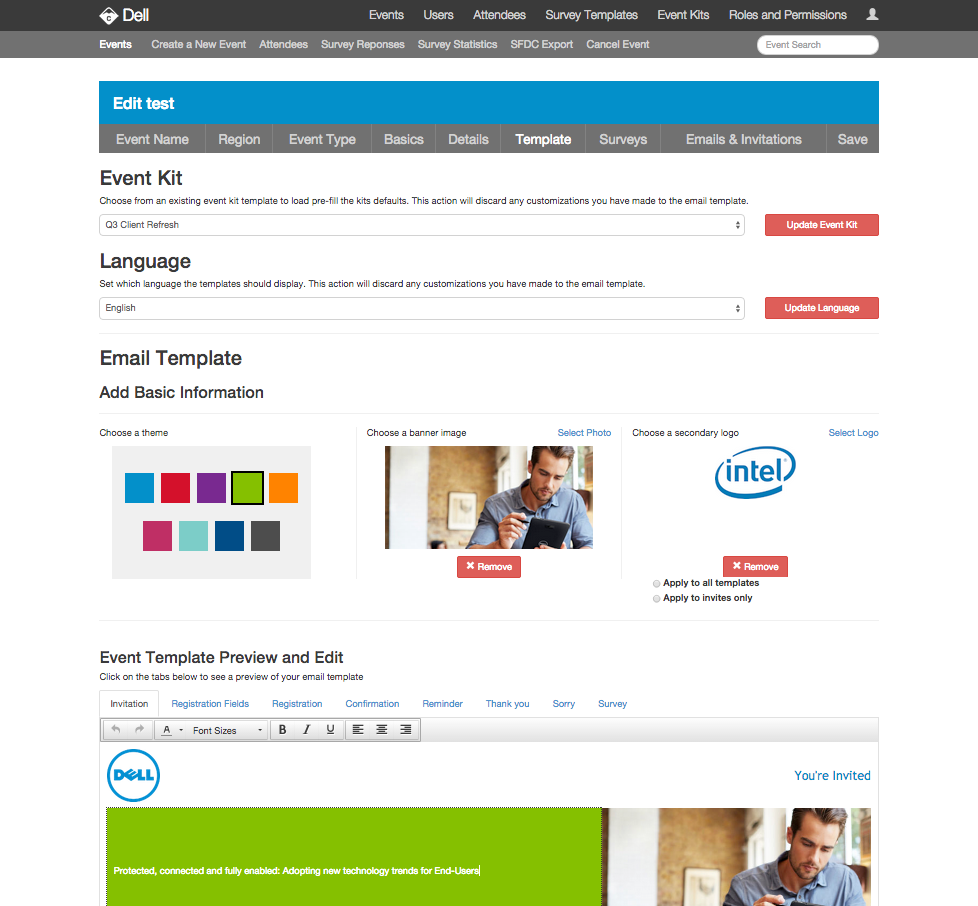 Dell Events Users Attendees Survey Templates Event Kits Roles and Permissions
Events Create a New Event Attendees Survey Reponses Survey Statistics SFDC Export Cancel Event Event Search
Edit test
Event Name Region Event Type Basics Details Template Surveys Emails & Invitations Save
Event Kit
Choose from an existing event kit template to load pre-fill the kits defaults. This action will discard any customizations you have made to the email template.
Q3 Client Refresh Update Event Kit
Language
Set which language the templates should display. This action will discard any customizations you have made to the email template.
English Update Language
Email Template
Add Basic Information
Choose a theme Choose a banner image Select Photo Choose a secondary logo Select Logo
intel
Remove Remove
Apply to all templates
Apply to invites only
Event Template Preview and Edit
Click on the tabs below to see a preview of your email template
Invitation Registration Fields Registration Confirmation Reminder Thank you Sorry Survey
A Font Sizes B I U
DELL You're Invited
Protected, connected and fully enabled: Adopting new technology trends for End-Users